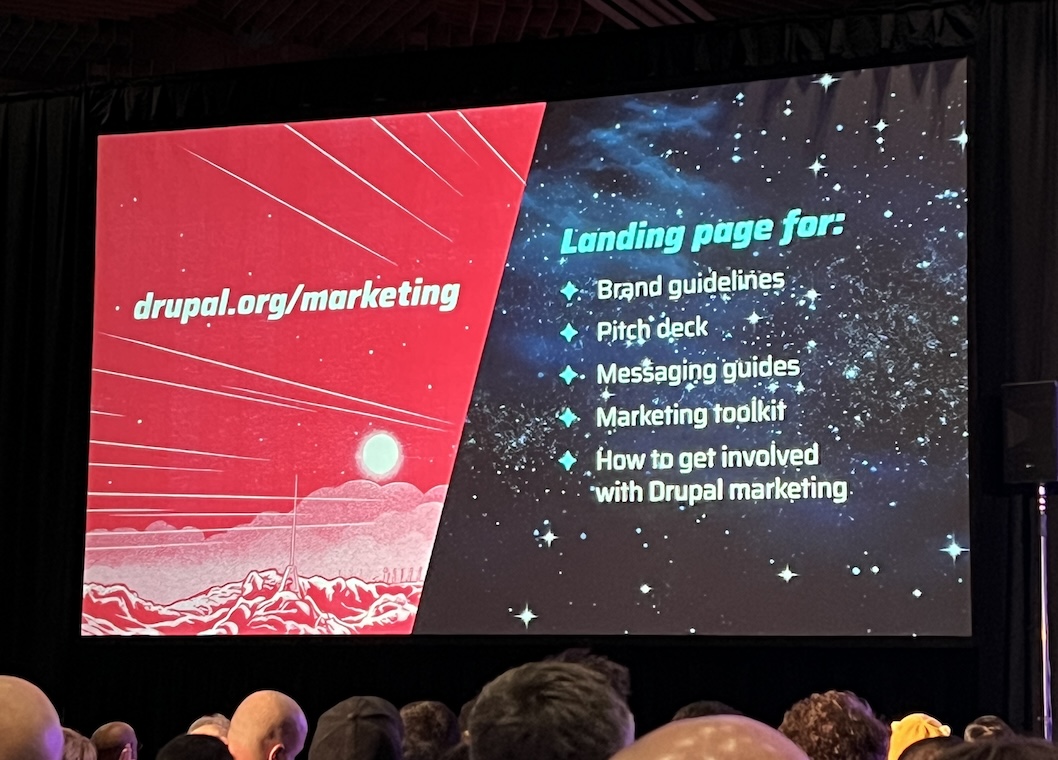 drupal.org/marketing
Landing page for:
Brand guidelines
Pitch deck
Messaging guides
Marketing toolkit
How to get involved
with Drupal marketing